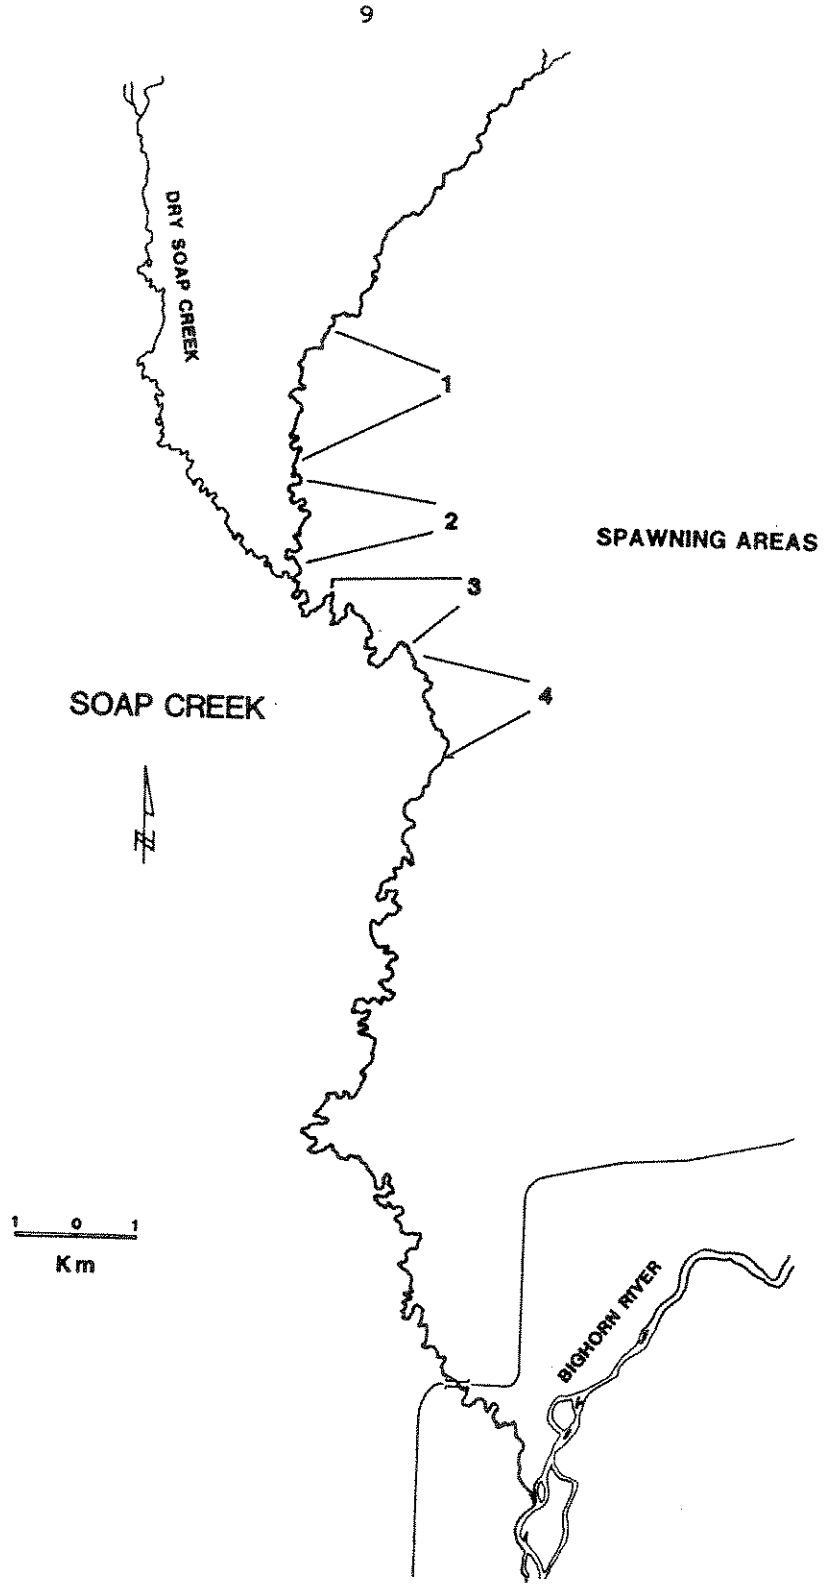 9
DRY SOAP CREEK
1
2
SPAWNING AREAS
3
SOAP CREEK
4
N
1 0 1
Km
BIGHORN RIVER